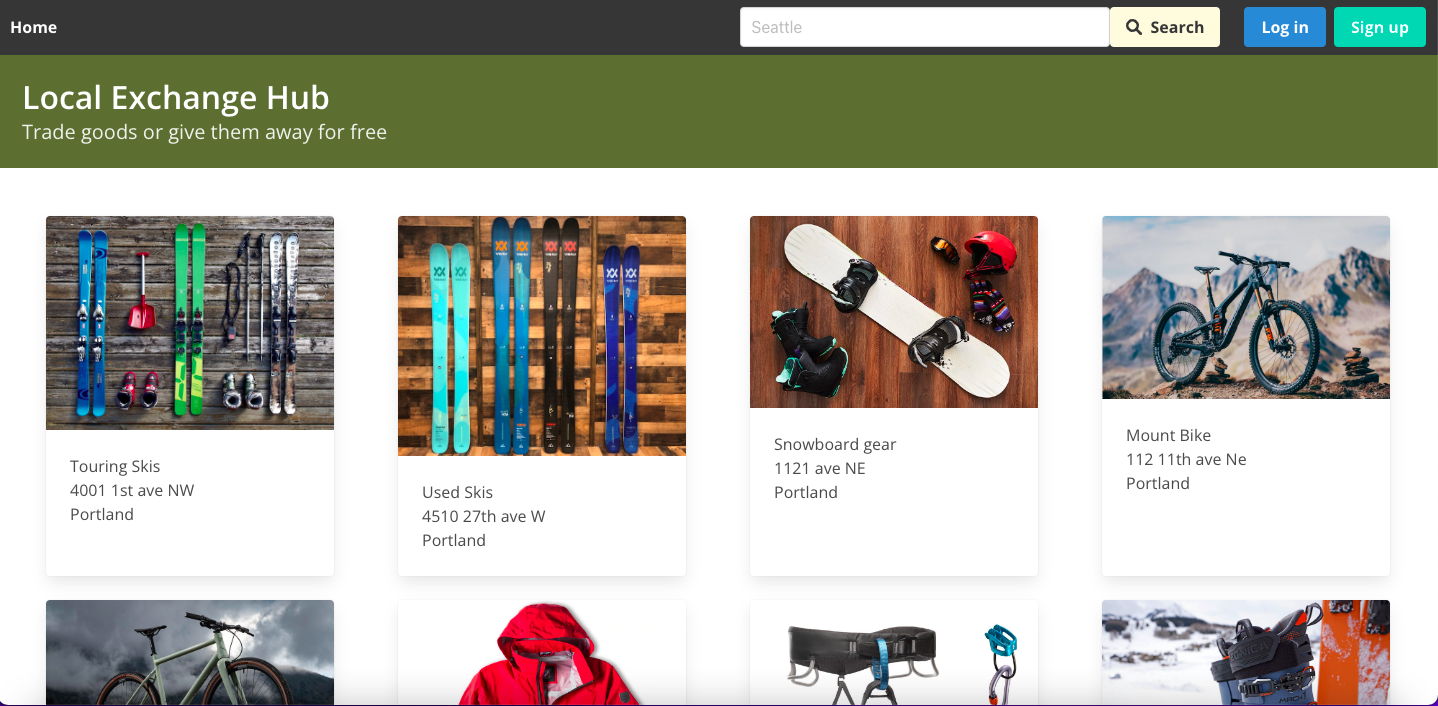 Home
Seattle
Search
Log in
Sign up
Local Exchange Hub
Trade goods or give them away for free
Touring Skis
4001 1st ave NW
Portland
Used Skis
4510 27th ave W
Portland
Snowboard gear
1121 ave NE
Portland
Mount Bike
112 11th ave Ne
Portland